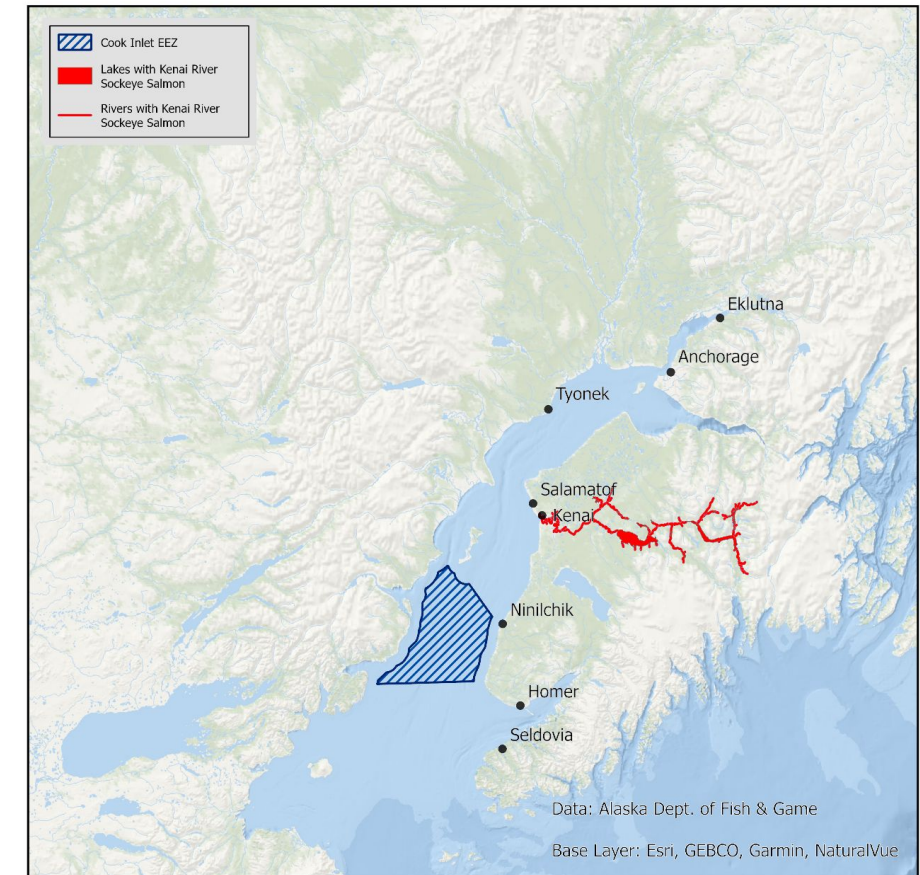 Cook Inlet EEZ
Lakes with Kenai River
Sockeye Salmon
Rivers with Kenai River
Sockeye Salmon
Eklutna
Anchorage
Tyonek
Salamatof
Kenai
Ninilchik
Homer
Seldovia
Data: Alaska Dept. of Fish & Game
Base Layer: Esri, GEBCO, Garmin, NaturalVue